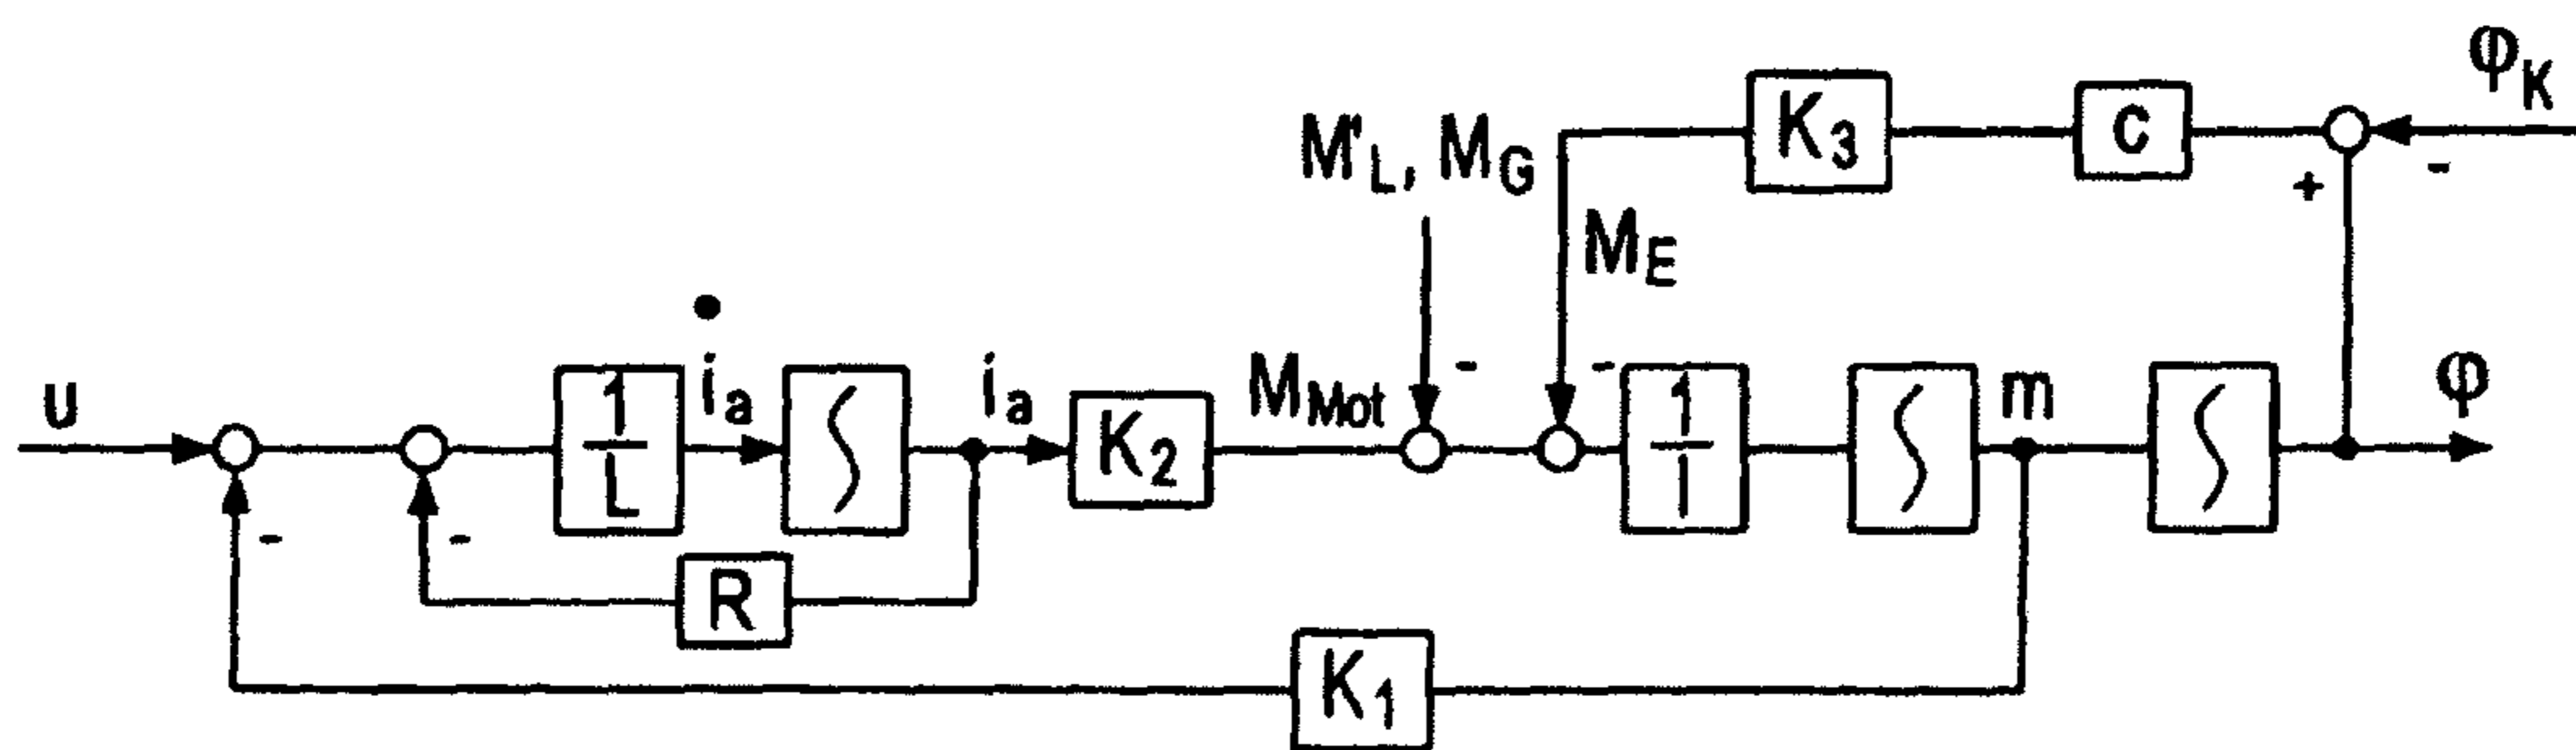 φK
K3
C
+ -
M'L, MG
ME
u
-
-
1/L
i̇a
∫
ia
K2
MMot
-
-
1/I
∫
m
∫
φ
R
K1